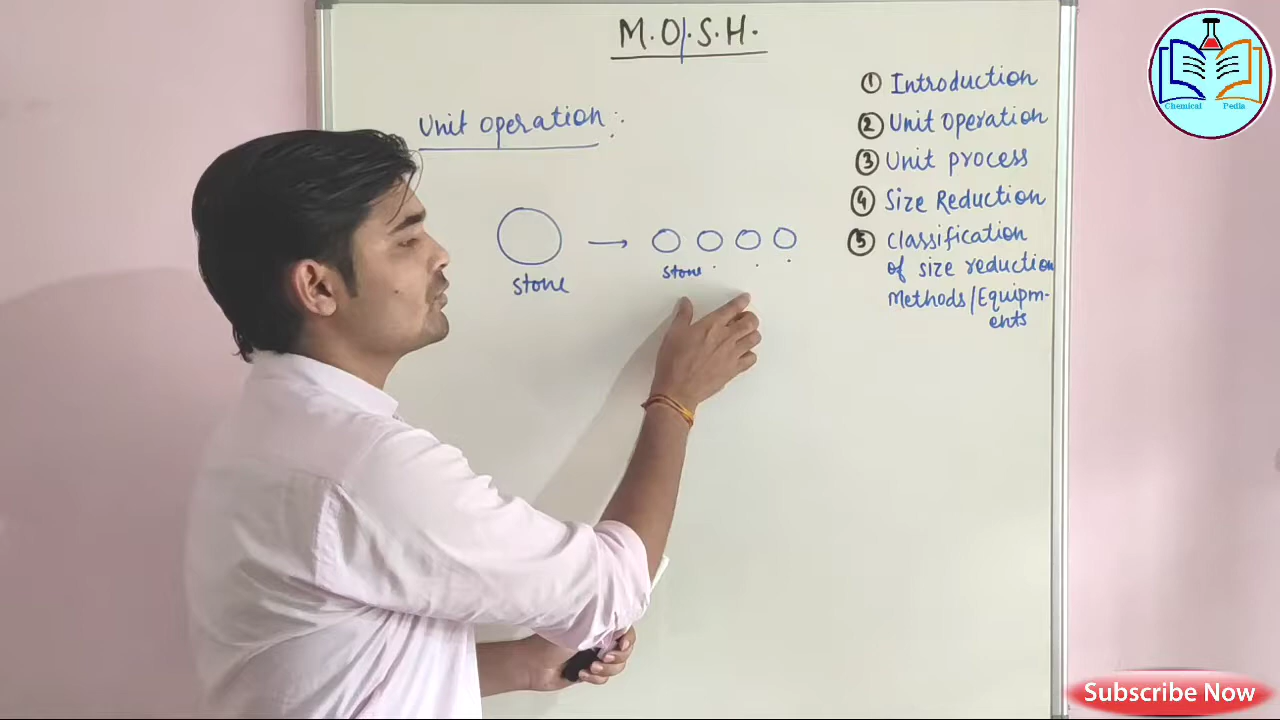 M.O.S.H.
Unit Operation:
stone
stone
① Introduction
② Unit Operation
③ Unit process
④ Size Reduction
⑤ Classification
of size reduction
Methods/Equipm-
ents
Chemical Pedia
Subscribe Now